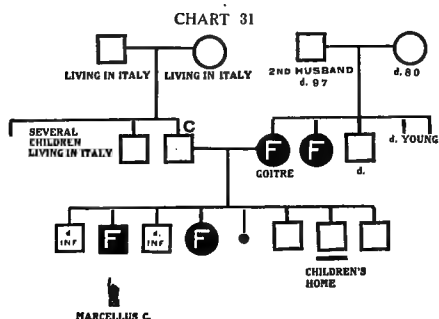 CHART 31
LIVING IN ITALY
LIVING IN ITALY
2ND HUSBAND
d. 97
d. 80
SEVERAL
CHILDREN
LIVING IN ITALY
C
F
F
GOITRE
d.
d. YOUNG
d
INF
F
d.
INF
F
CHILDREN'S
HOME
MARCELLUS C.